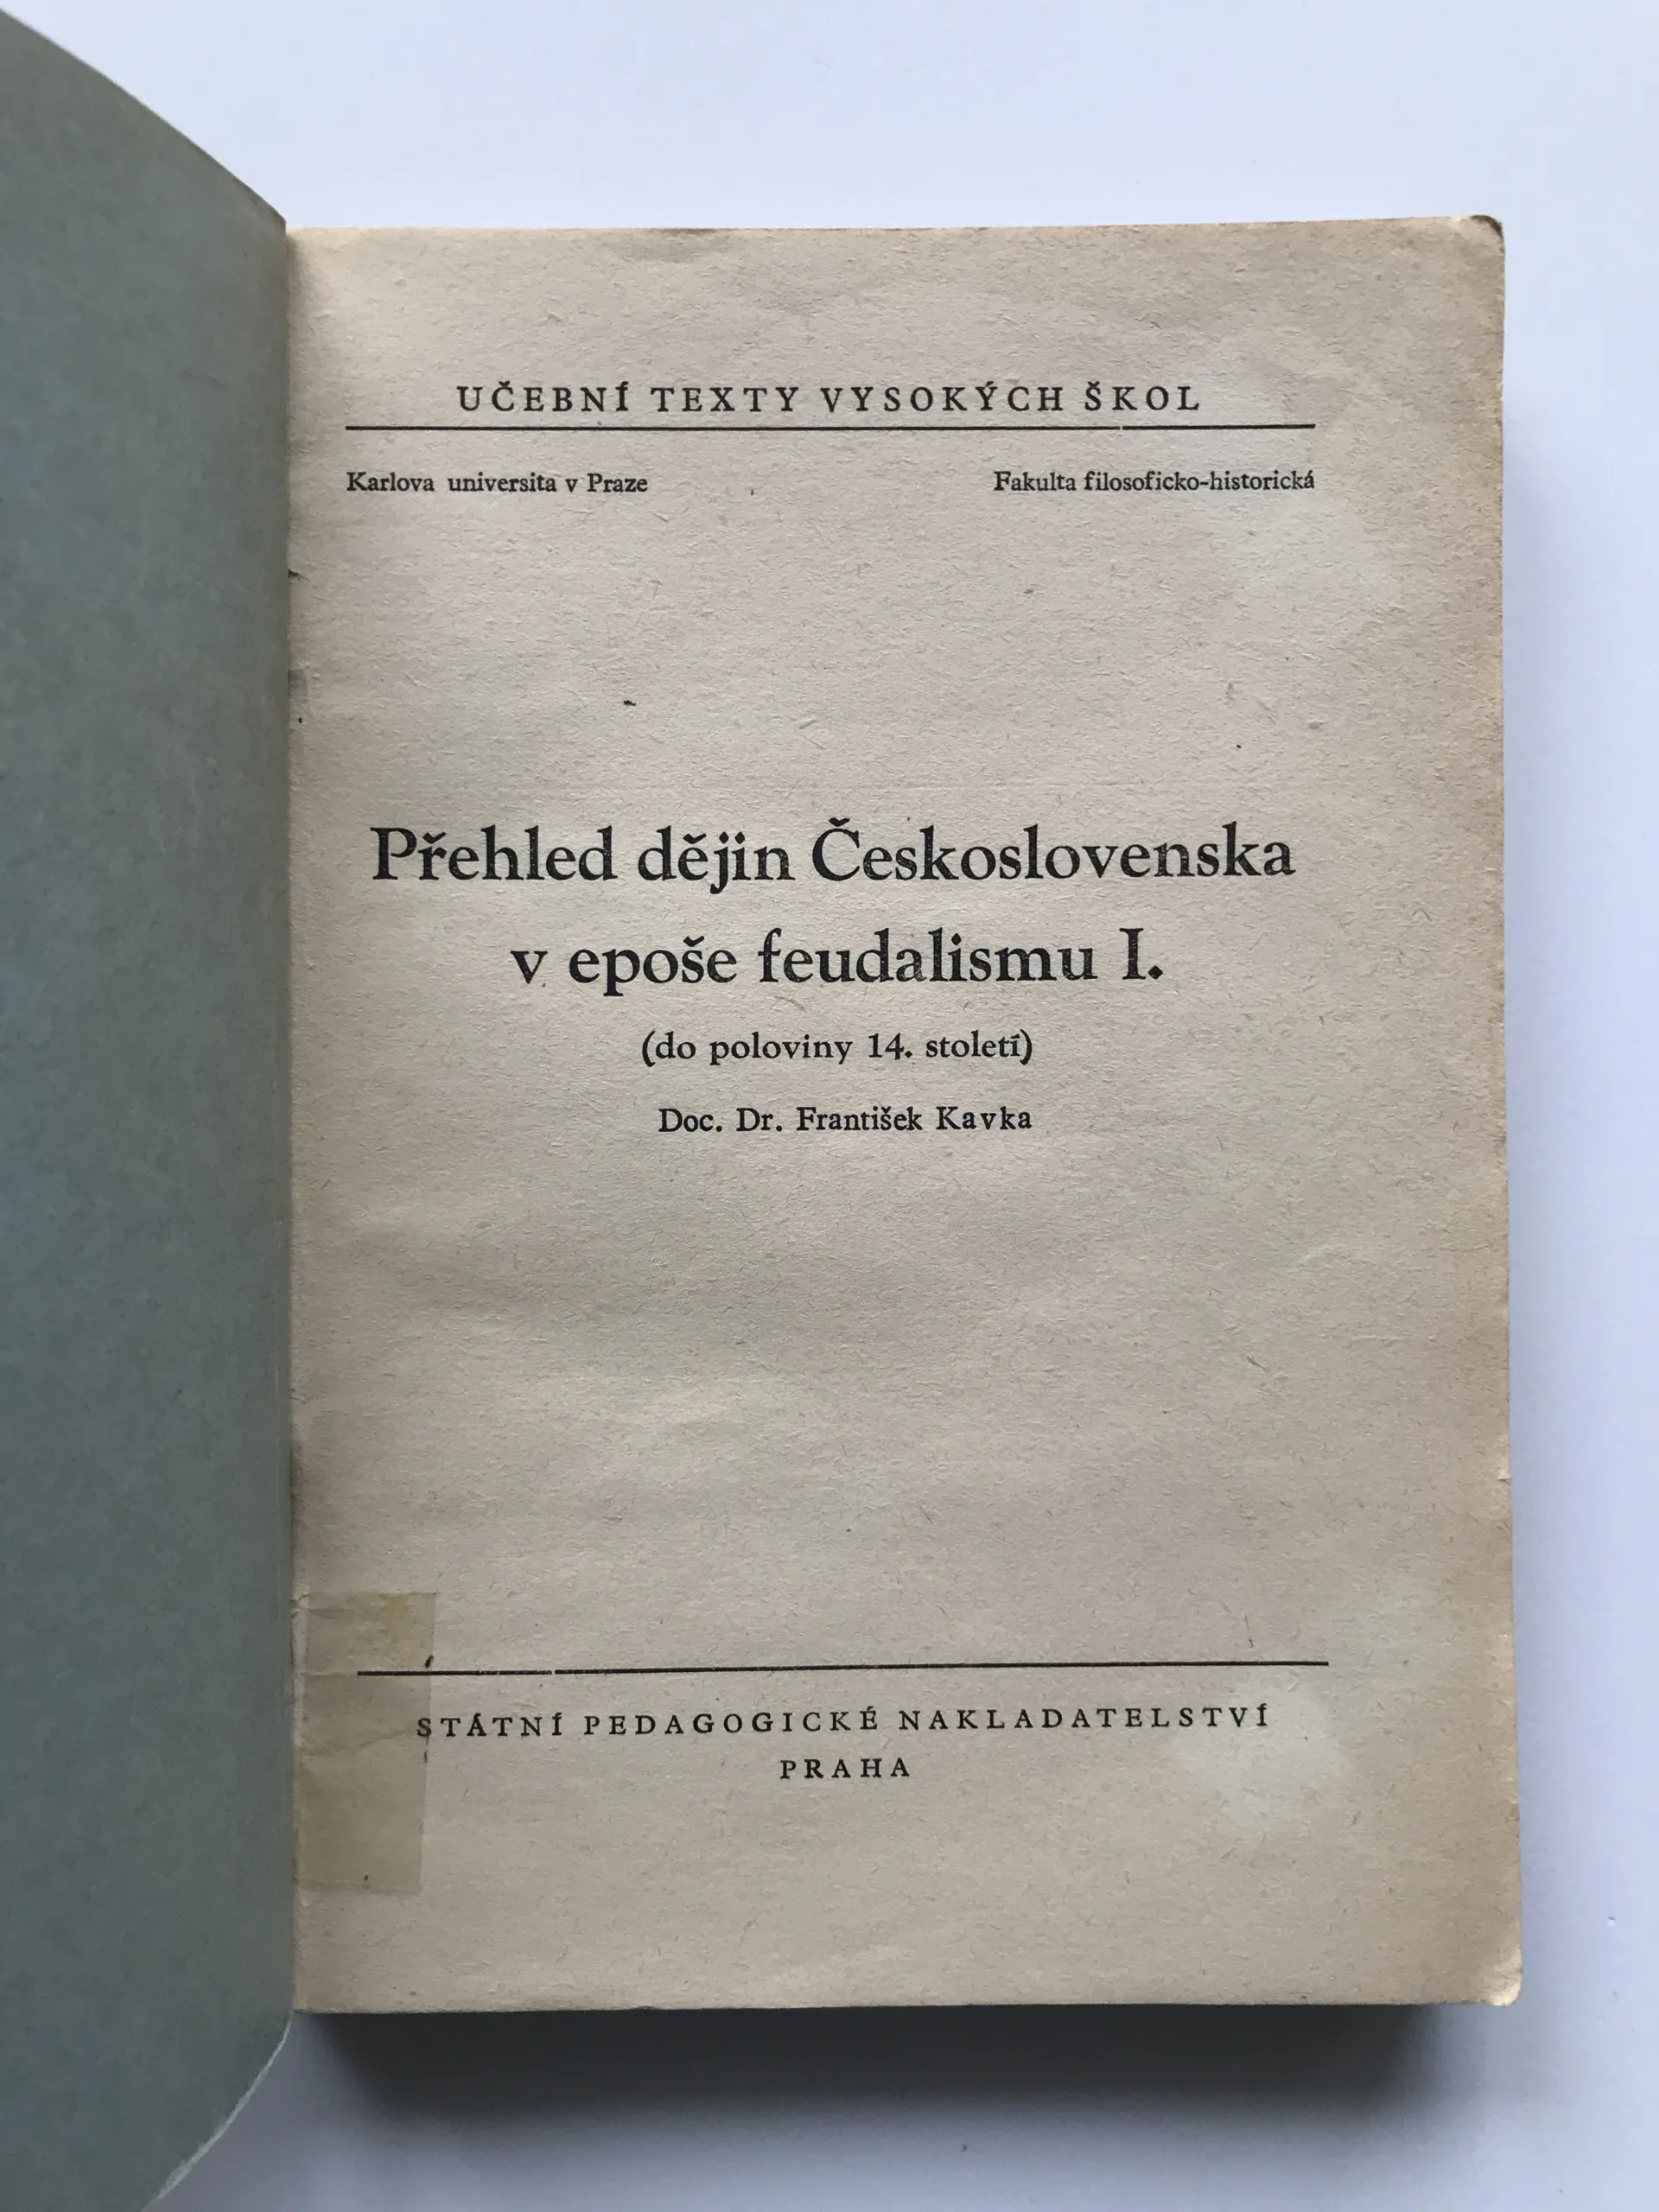 UČEBNÍ TEXTY VYSOKÝCH ŠKOL
Karlova universita v Praze Fakulta filosoficko-historická
Přehled dějin Československa
v epoše feudalismu I.
(do poloviny 14. století)
Doc. Dr. František Kavka
STÁTNÍ PEDAGOGICKÉ NAKLADATELSTVÍ
PRAHA